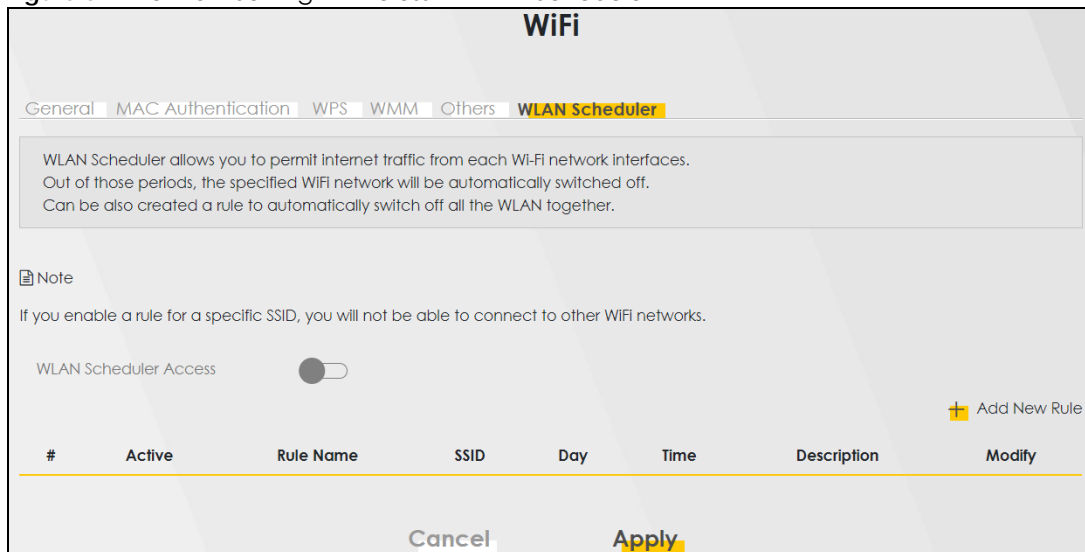 WiFi
General MAC Authentication WPS WMM Others WLAN Scheduler
WLAN Scheduler allows you to permit internet traffic from each Wi-Fi network interfaces.
Out of those periods, the specified WiFi network will be automatically switched off.
Can be also created a rule to automatically switch off all the WLAN together.
Note
If you enable a rule for a specific SSID, you will not be able to connect to other WiFi networks.
WLAN Scheduler Access
+ Add New Rule
# Active Rule Name SSID Day Time Description Modify
Cancel Apply